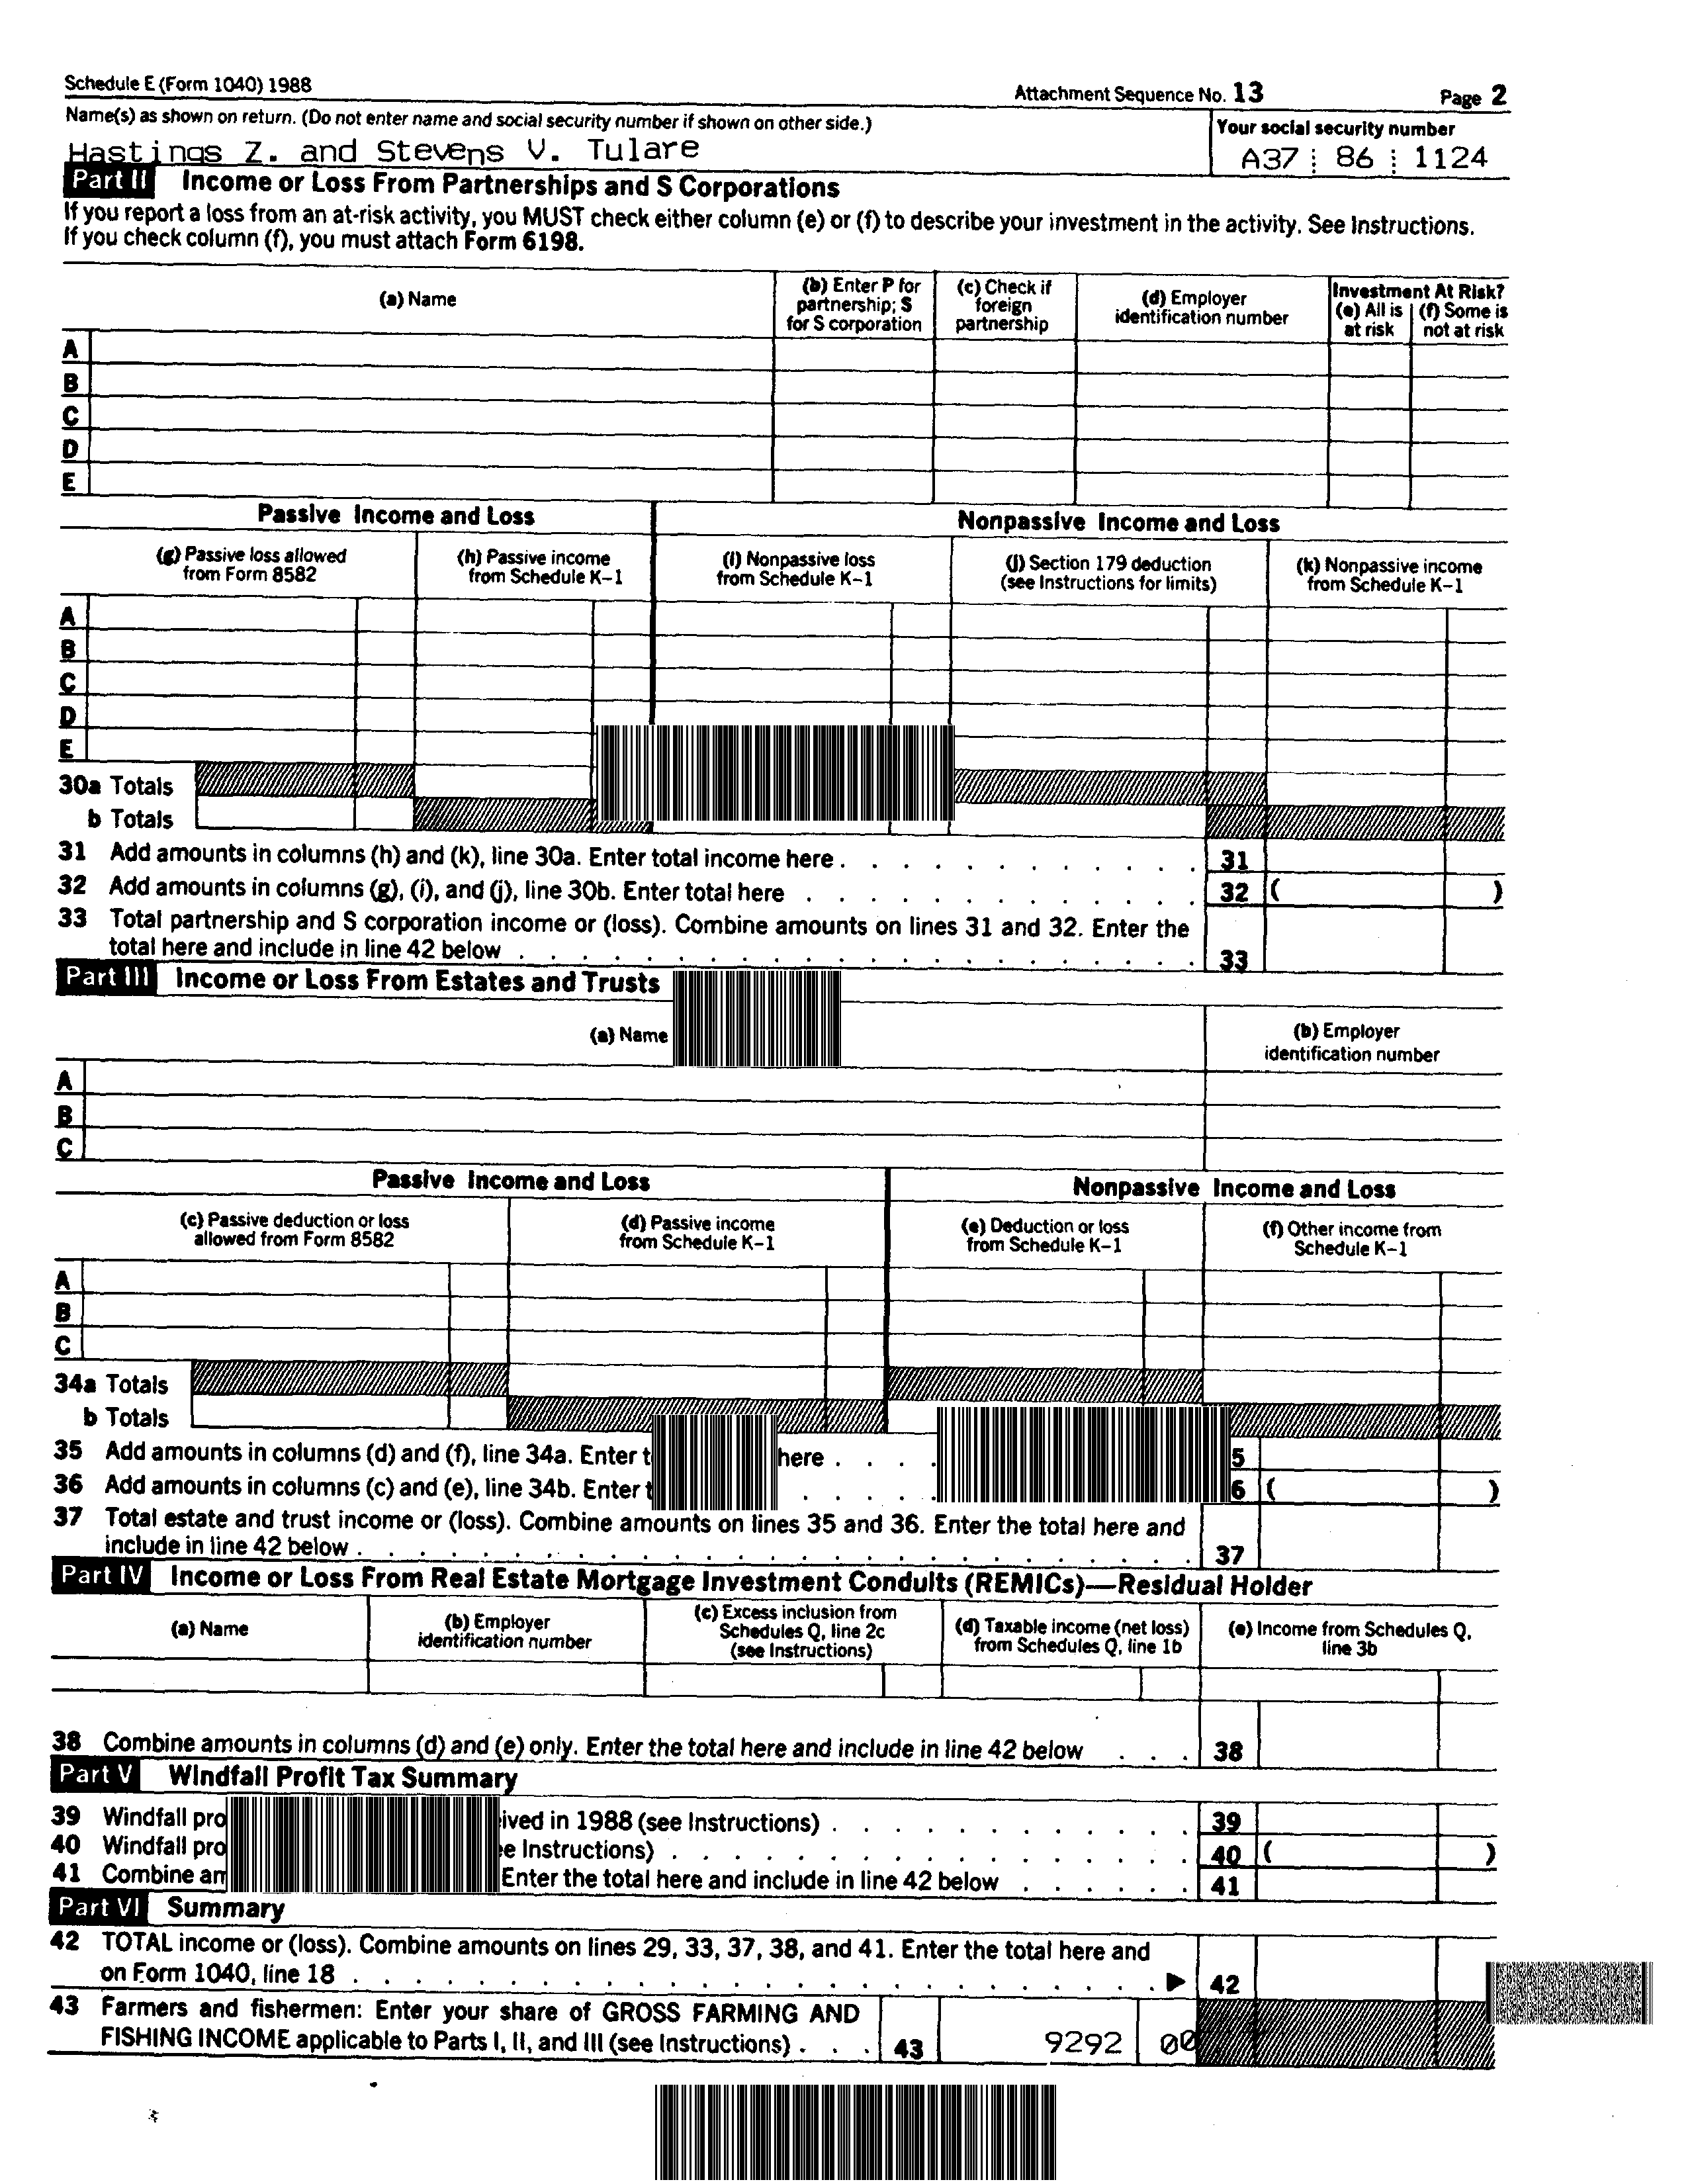 Schedule E (Form 1040) 1988 Attachment Sequence No. 13 Page 2
Name(s) as shown on return. (Do not enter name and social security number if shown on other side.) Your social security number
Hastings Z. and Stevens V. Tulare A37 86 1124
Part II Income or Loss From Partnerships and S Corporations
If you report a loss from an at-risk activity, you MUST check either column (e) or (f) to describe your investment in the activity. See Instructions.
If you check column (f), you must attach Form 6198.
(a) Name
(b) Enter P for
partnership; S
for S corporation
(c) Check if
foreign
partnership
(d) Employer
identification number
Investment At Risk?
(e) All is
at risk
(f) Some is
not at risk
A
B
C
D
E
Passive Income and Loss Nonpassive Income and Loss
(g) Passive loss allowed
from Form 8582
(h) Passive income
from Schedule K-1
(i) Nonpassive loss
from Schedule K-1
(j) Section 179 deduction
(see Instructions for limits)
(k) Nonpassive income
from Schedule K-1
A
B
C
D
E
30a Totals
b Totals
31 Add amounts in columns (h) and (k), line 30a. Enter total income here . . . . . . . . . . . 31
32 Add amounts in columns (g), (i), and (j), line 30b. Enter total here . . . . . . . . . . . . 32 ( )
33 Total partnership and S corporation income or (loss). Combine amounts on lines 31 and 32. Enter the
total here and include in line 42 below . . . . . . . . . . . . . . . . . . . . . . 33
Part III Income or Loss From Estates and Trusts
(a) Name
(b) Employer
identification number
A
B
C
Passive Income and Loss Nonpassive Income and Loss
(c) Passive deduction or loss
allowed from Form 8582
(d) Passive income
from Schedule K-1
(e) Deduction or loss
from Schedule K-1
(f) Other income from
Schedule K-1
A
B
C
34a Totals
b Totals
35 Add amounts in columns (d) and (f), line 34a. Enter here . . . . 5
36 Add amounts in columns (c) and (e), line 34b. Enter . . . . . 6 ( )
37 Total estate and trust income or (loss). Combine amounts on lines 35 and 36. Enter the total here and
include in line 42 below . . . . . . . . . . . . . . . . . . . . . . . . . . 37
Part IV Income or Loss From Real Estate Mortgage Investment Conduits (REMICs)—Residual Holder
(a) Name
(b) Employer
identification number
(c) Excess inclusion from
Schedules Q, line 2c
(see Instructions)
(d) Taxable income (net loss)
from Schedules Q, line 1b
(e) Income from Schedules Q,
line 3b
38 Combine amounts in columns (d) and (e) only. Enter the total here and include in line 42 below . . . 38
Part V Windfall Profit Tax Summary
39 Windfall in 1988 (see Instructions) . . . . . . . . . . . . 39
40 Windfall Instructions) . . . . . . . . . . . . . . . . . 40 ( )
41 Combine Enter the total here and include in line 42 below . . . . . . 41
Part VI Summary
42 TOTAL income or (loss). Combine amounts on lines 29, 33, 37, 38, and 41. Enter the total here and
on Form 1040, line 18 . . . . . . . . . . . . . . . . . . . . . . . . . ▶ 42
43 Farmers and fishermen: Enter your share of GROSS FARMING AND
FISHING INCOME applicable to Parts I, II, and III (see Instructions) . . . 43 9292 00